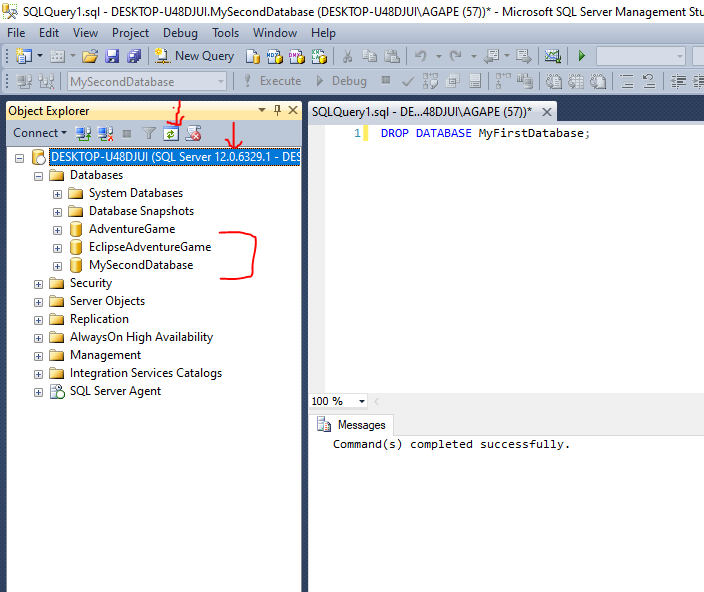 SQLQuery1.sql - DESKTOP-U48DJUI.MySecondDatabase (DESKTOP-U48DJUI\AGAPE (57))* - Microsoft SQL Server Management Stu
File Edit View Project Debug Tools Window Help
New Query
MySecondDatabase Execute Debug
Object Explorer
Connect
DESKTOP-U48DJUI (SQL Server 12.0.6329.1 - DES
Databases
System Databases
Database Snapshots
AdventureGame
EclipseAdventureGame
MySecondDatabase
Security
Server Objects
Replication
AlwaysOn High Availability
Management
Integration Services Catalogs
SQL Server Agent
SQLQuery1.sql - DE...48DJUI\AGAPE (57))*
1 DROP DATABASE MyFirstDatabase;
100 %
Messages
Command(s) completed successfully.